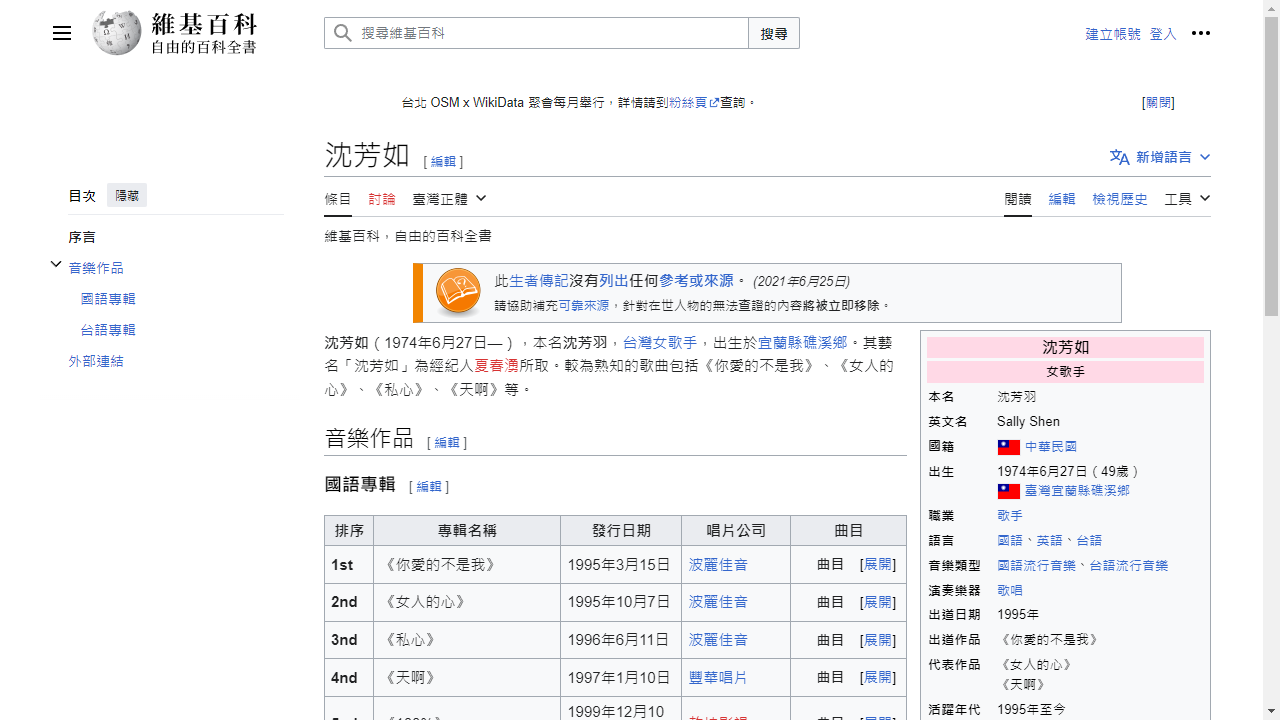 維基百科
自由的百科全書
搜尋維基百科
搜尋
建立帳號 登入
台北 OSM x WikiData 聚會每月舉行，詳情請到粉絲頁查詢。
[關閉]
沈芳如 [編輯]
新增語言
目次 隱藏
序言
音樂作品
國語專輯
台語專輯
外部連結
條目 討論 臺灣正體
閱讀 編輯 檢視歷史 工具
維基百科，自由的百科全書
此生者傳記沒有列出任何參考或來源。 (2021年6月25日)
請協助補充可靠來源，針對在世人物的無法查證的內容將被立即移除。
沈芳如（1974年6月27日—），本名沈芳羽，台灣女歌手，出生於宜蘭縣礁溪鄉。其藝
名「沈芳如」為經紀人夏春湧所取。較為熟知的歌曲包括《你愛的不是我》、《女人的
心》、《私心》、《天啊》等。
音樂作品 [編輯]
國語專輯 [編輯]
排序 專輯名稱 發行日期 唱片公司 曲目
1st 《你愛的不是我》 1995年3月15日 波麗佳音 曲目 [展開]
2nd 《女人的心》 1995年10月7日 波麗佳音 曲目 [展開]
3nd 《私心》 1996年6月11日 波麗佳音 曲目 [展開]
4nd 《天啊》 1997年1月10日 豐華唱片 曲目 [展開]
1999年12月10
沈芳如
女歌手
本名 沈芳羽
英文名 Sally Shen
國籍 中華民國
出生 1974年6月27日（49歲）
臺灣宜蘭縣礁溪鄉
職業 歌手
語言 國語、英語、台語
音樂類型 國語流行音樂、台語流行音樂
演奏樂器 歌唱
出道日期 1995年
出道作品 《你愛的不是我》
代表作品 《女人的心》
《天啊》
活躍年代 1995年至今